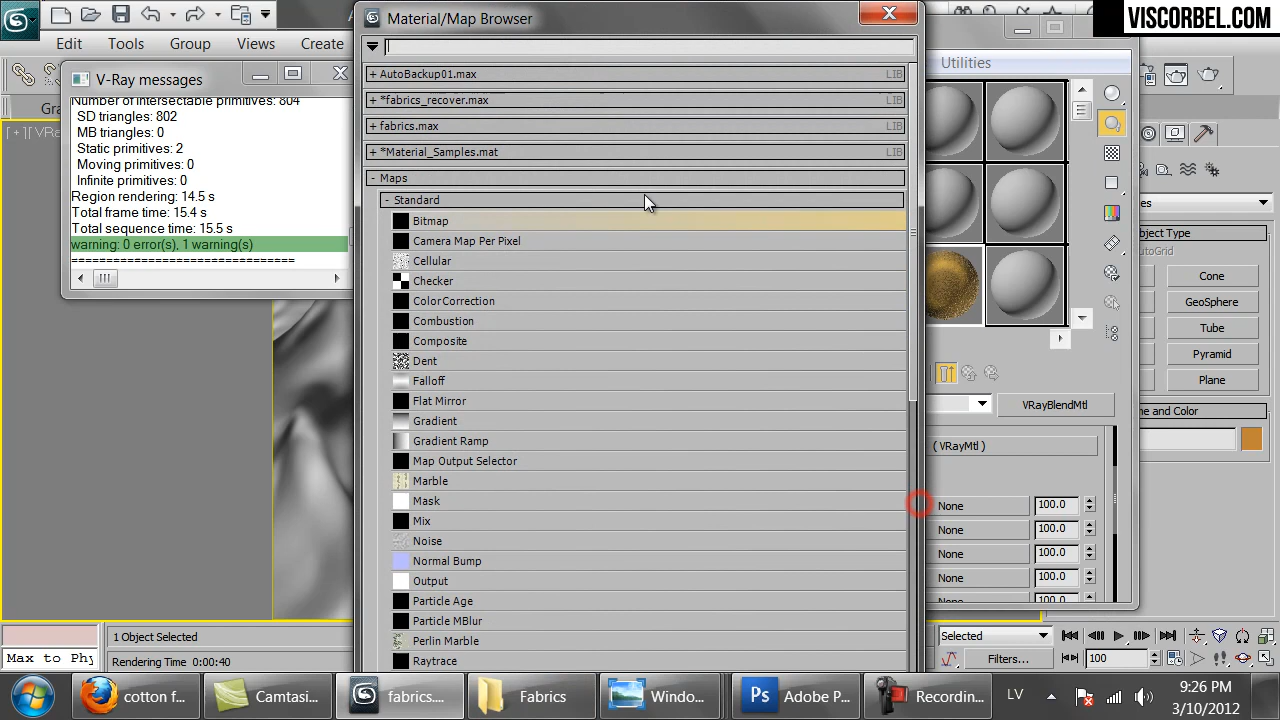 Material/Map Browser
VISCORBEL.COM
Edit Tools Group Views Create
Utilities
V-Ray messages
Number of intersectable primitives: 804
SD triangles: 802
MB triangles: 0
Static primitives: 2
Moving primitives: 0
Infinite primitives: 0
Region rendering: 14.5 s
Total frame time: 15.4 s
Total sequence time: 15.5 s
warning: 0 error(s), 1 warning(s)
==============================
+ AutoBackup01.max LIB
+ *fabrics_recover.max LIB
+ fabrics.max LIB
+ *Material_Samples.mat LIB
- Maps
- Standard
Bitmap
Camera Map Per Pixel
Cellular
Checker
ColorCorrection
Combustion
Composite
Dent
Falloff
Flat Mirror
Gradient
Gradient Ramp
Map Output Selector
Marble
Mask
Mix
Noise
Normal Bump
Output
Particle Age
Particle MBlur
Perlin Marble
Raytrace
VRayBlendMtl
( VRayMtl )
None 100.0
None 100.0
None 100.0
None 100.0
Object Type
AutoGrid
Cone
GeoSphere
Tube
Pyramid
Plane
1 Object Selected
Max to Phy
Rendering Time 0:00:40
Selected
Filters...
100
cotton f...
Camtasi...
fabrics....
Fabrics
Windo...
Adobe P...
Recordin...
LV
9:26 PM
3/10/2012